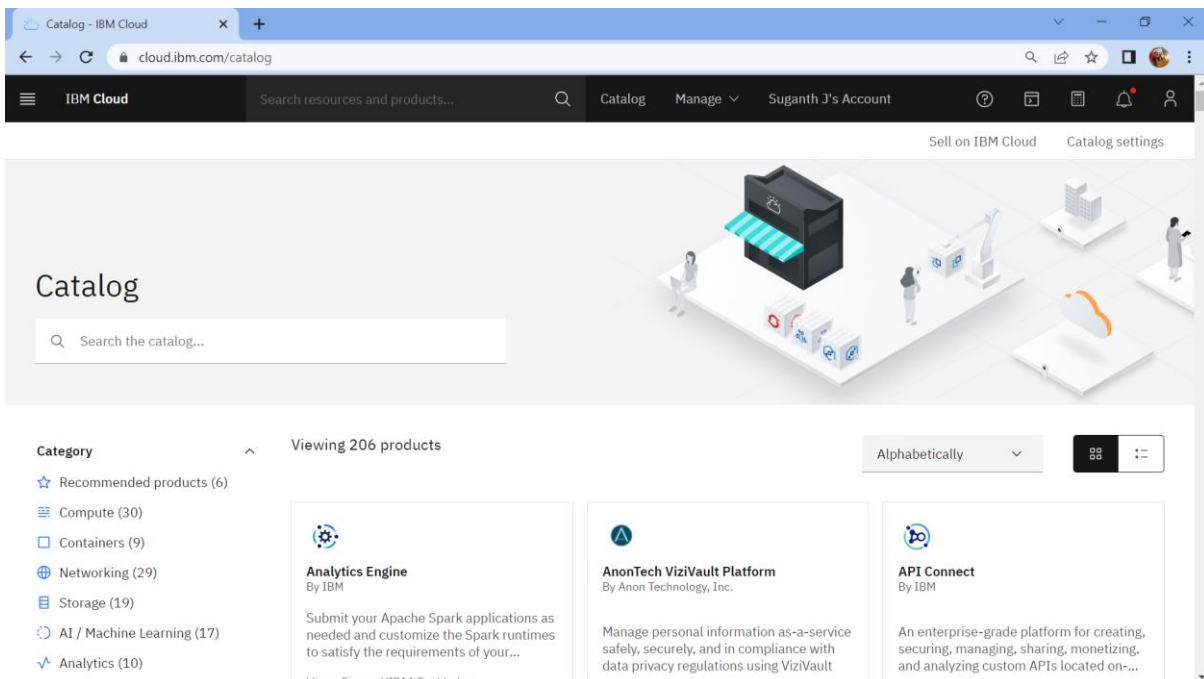 Catalog - IBM Cloud
cloud.ibm.com/catalog
IBM Cloud
Search resources and products...
Catalog
Manage
Suganth J's Account
Sell on IBM Cloud
Catalog settings
Catalog
Search the catalog...
Category
Recommended products (6)
Compute (30)
Containers (9)
Networking (29)
Storage (19)
AI / Machine Learning (17)
Analytics (10)
Viewing 206 products
Alphabetically
Analytics Engine
By IBM
Submit your Apache Spark applications as
needed and customize the Spark runtimes
to satisfy the requirements of your...
AnonTech ViziVault Platform
By Anon Technology, Inc.
Manage personal information as-a-service
safely, securely, and in compliance with
data privacy regulations using ViziVault
API Connect
By IBM
An enterprise-grade platform for creating,
securing, managing, sharing, monetizing,
and analyzing custom APIs located on-...